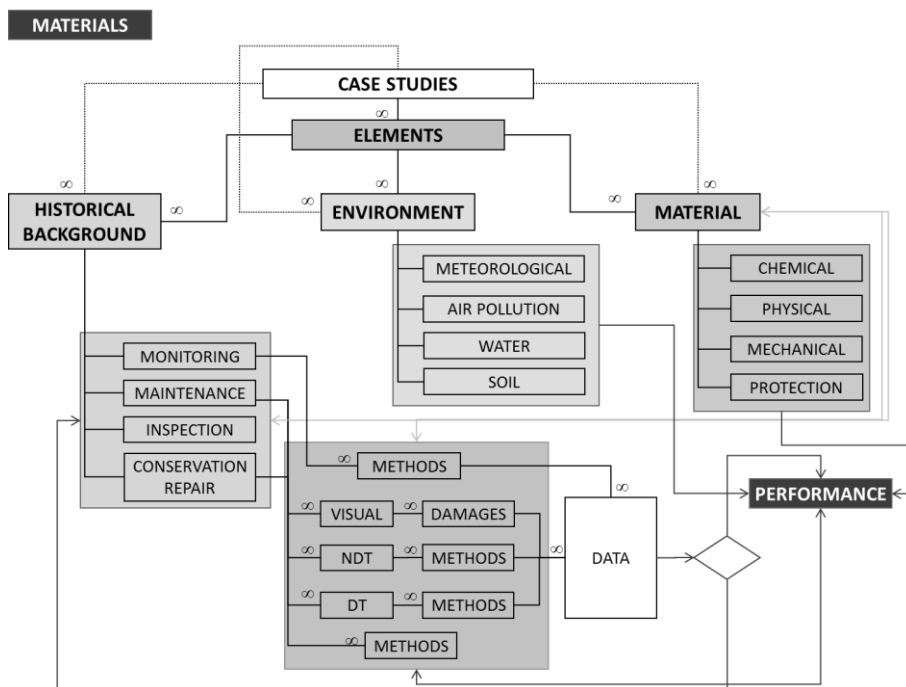 MATERIALS
CASE STUDIES
∞
ELEMENTS
∞
∞
∞
∞
∞
∞
∞
HISTORICAL
BACKGROUND
ENVIRONMENT
MATERIAL
METEOROLOGICAL
AIR POLLUTION
WATER
SOIL
CHEMICAL
PHYSICAL
MECHANICAL
PROTECTION
MONITORING
MAINTENANCE
INSPECTION
CONSERVATION
REPAIR
∞
METHODS
∞
∞
VISUAL
∞
DAMAGES
∞
NDT
∞
METHODS
∞
DT
∞
METHODS
∞
METHODS
∞
DATA
PERFORMANCE